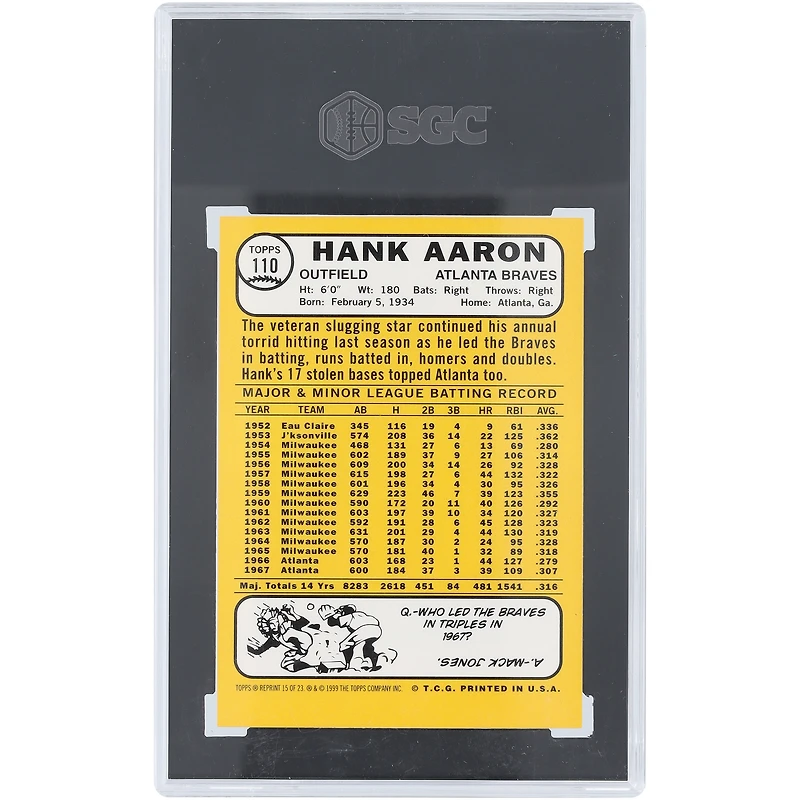 SGC
TOPPS
110
HANK AARON
OUTFIELD ATLANTA BRAVES
Ht: 6'0" Wt: 180 Bats: Right Throws: Right
Born: February 5, 1934 Home: Atlanta, Ga.
The veteran slugging star continued his annual
torrid hitting last season as he led the Braves
in batting, runs batted in, homers and doubles.
Hank's 17 stolen bases topped Atlanta too.
MAJOR & MINOR LEAGUE BATTING RECORD
YEAR TEAM AB H 2B 3B HR RBI AVG.
1952 Eau Claire 345 116 19 4 9 61 .336
1953 J'ksonville 574 208 36 14 22 125 .362
1954 Milwaukee 468 131 27 6 13 69 .280
1955 Milwaukee 602 189 37 9 27 106 .314
1956 Milwaukee 609 200 34 14 26 92 .328
1957 Milwaukee 615 198 27 6 44 132 .322
1958 Milwaukee 601 196 34 4 30 95 .326
1959 Milwaukee 629 223 46 7 39 123 .355
1960 Milwaukee 590 172 20 11 40 126 .292
1961 Milwaukee 603 197 39 10 34 120 .327
1962 Milwaukee 592 191 28 6 45 128 .323
1963 Milwaukee 631 201 29 4 44 130 .319
1964 Milwaukee 570 187 30 2 24 95 .328
1965 Milwaukee 570 181 40 1 32 89 .318
1966 Atlanta 603 168 23 1 44 127 .279
1967 Atlanta 600 184 37 3 39 109 .307
Maj. Totals 14 Yrs 8283 2618 451 84 481 1541 .316
Q.-WHO LED THE BRAVES
IN TRIPLES IN
1967?
A.-MACK JONES.
TOPPS ® REPRINT 15 OF 23. ® & © 1999 THE TOPPS COMPANY INC. © T.C.G. PRINTED IN U.S.A.